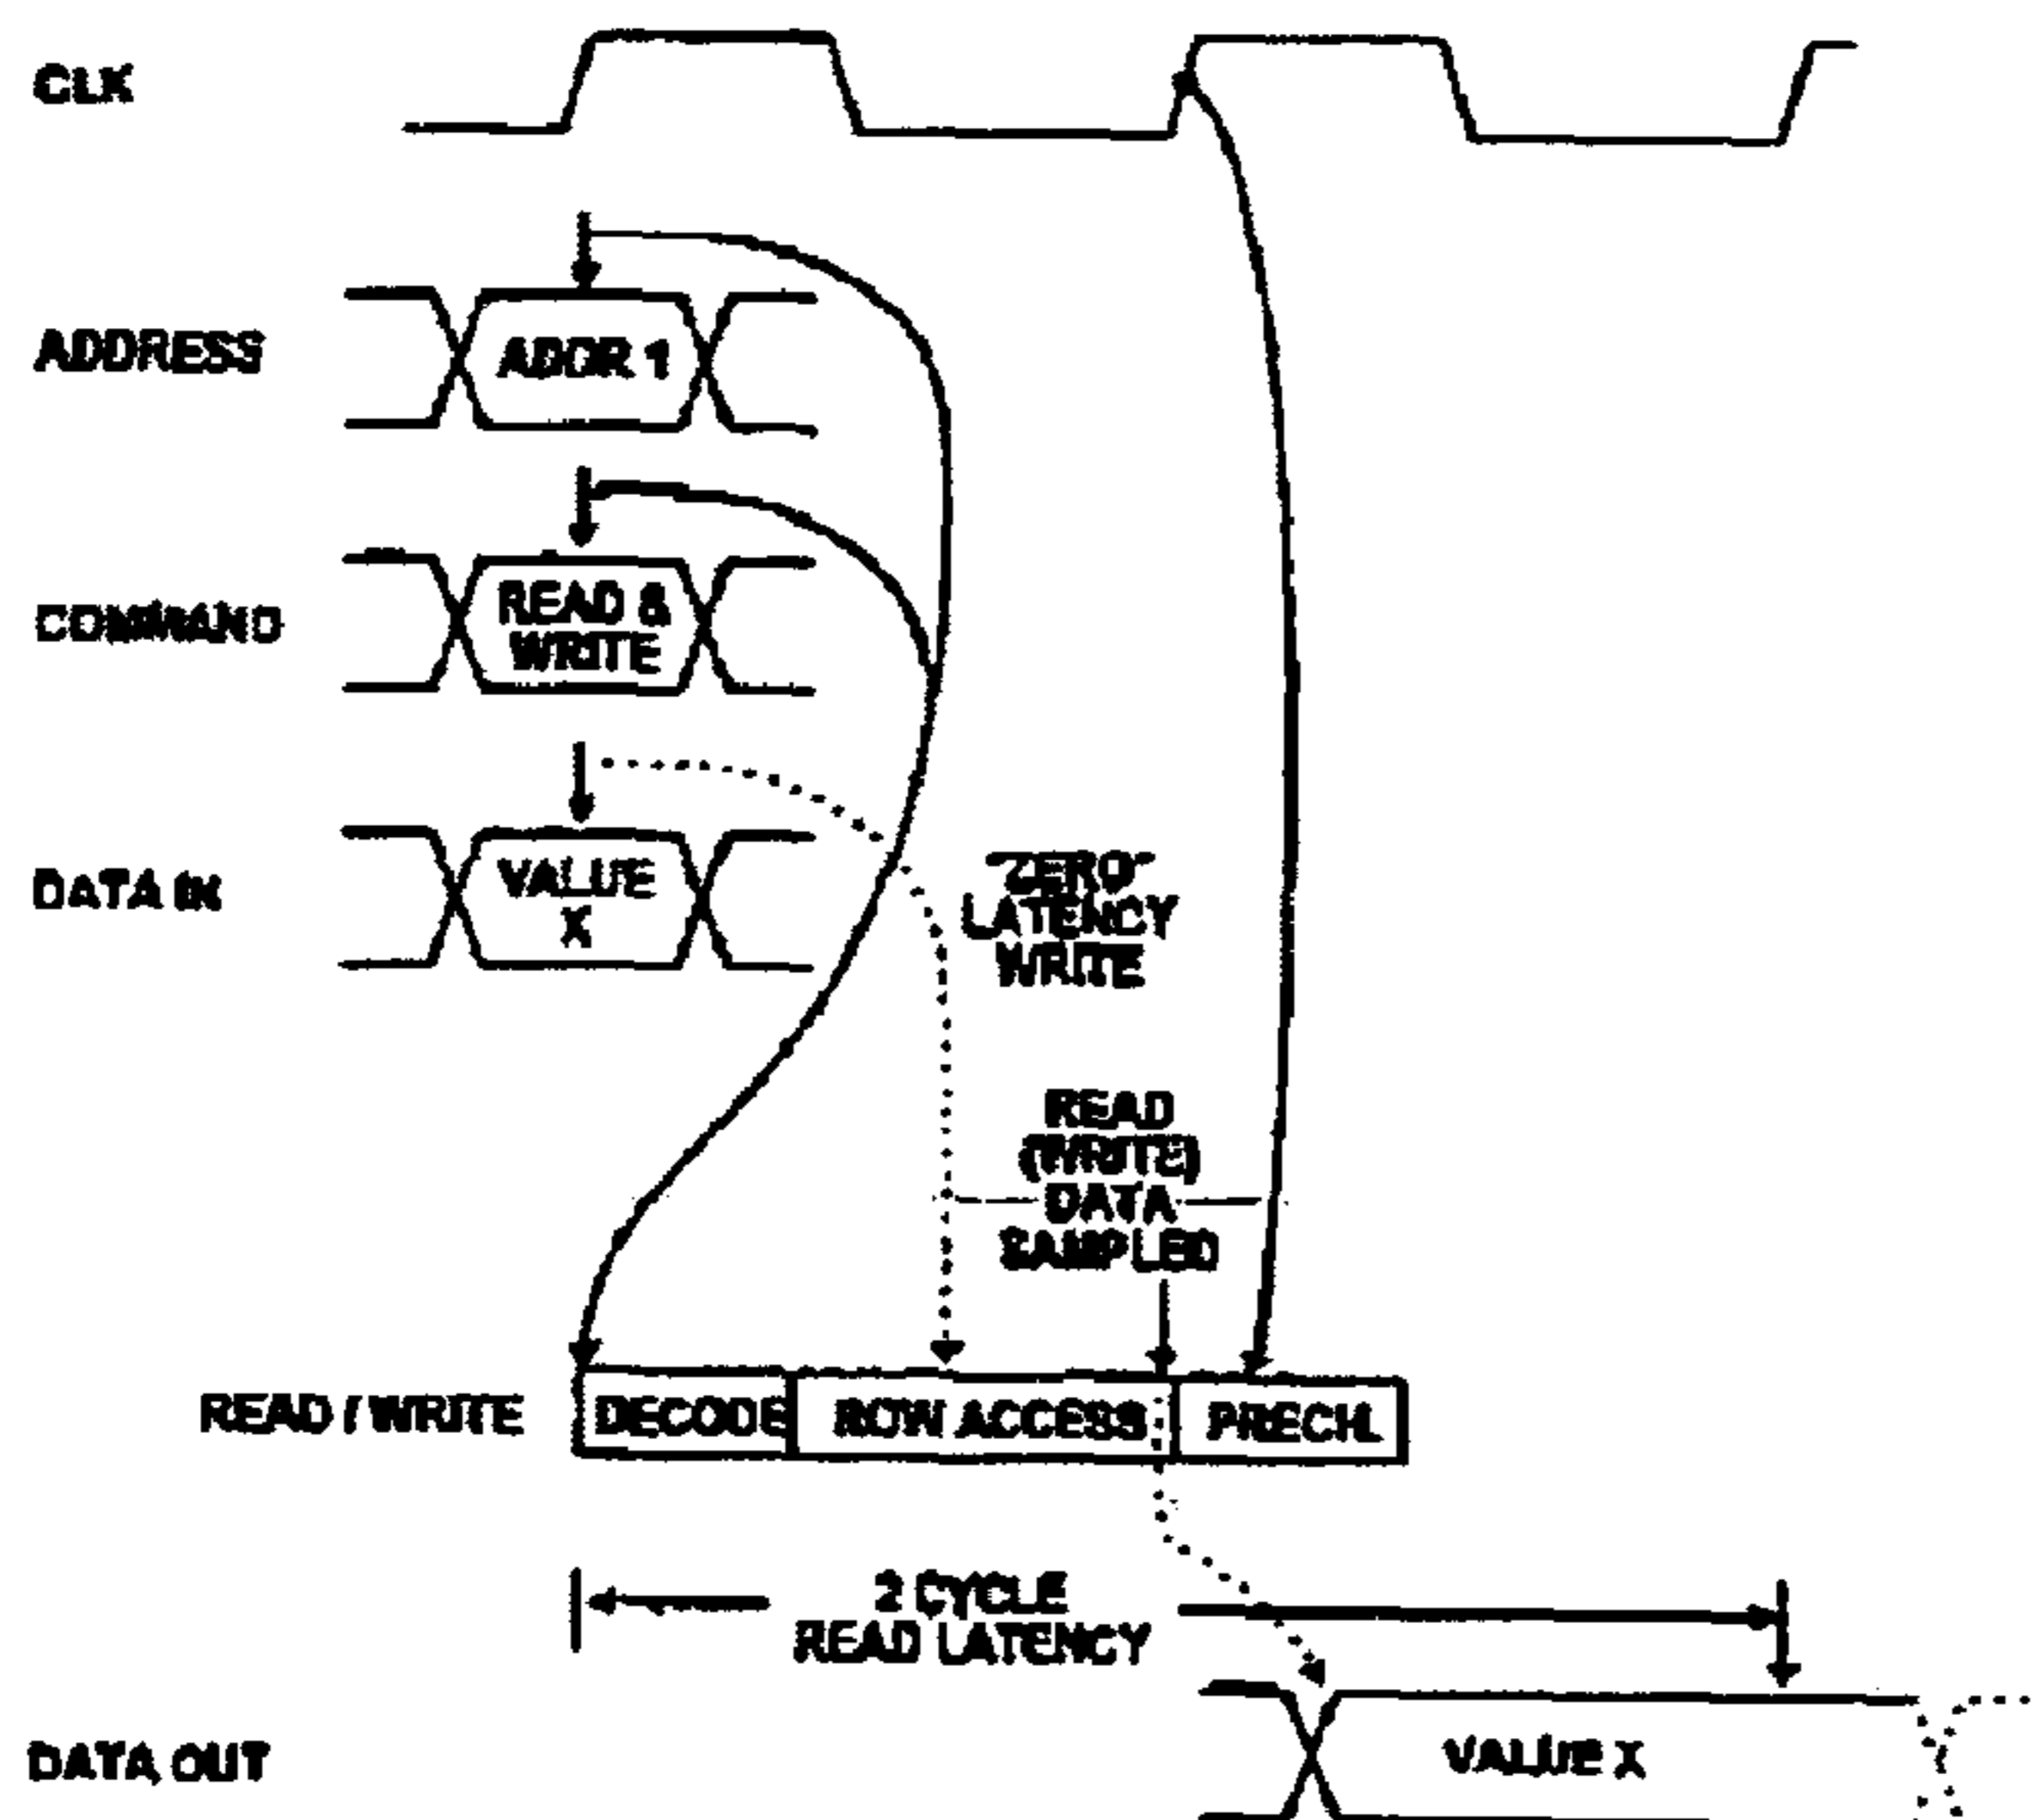 CLK
ADDRESS
ADDR 1
COMMAND
READ &
WRITE
DATA IN
VALUE
X
ZERO
LATENCY
WRITE
READ
(WRITE)
DATA
SAMPLED
READ / WRITE
DECODE
ROW ACCESS
PRECH.
2 CYCLE
READ LATENCY
DATA OUT
VALUE X